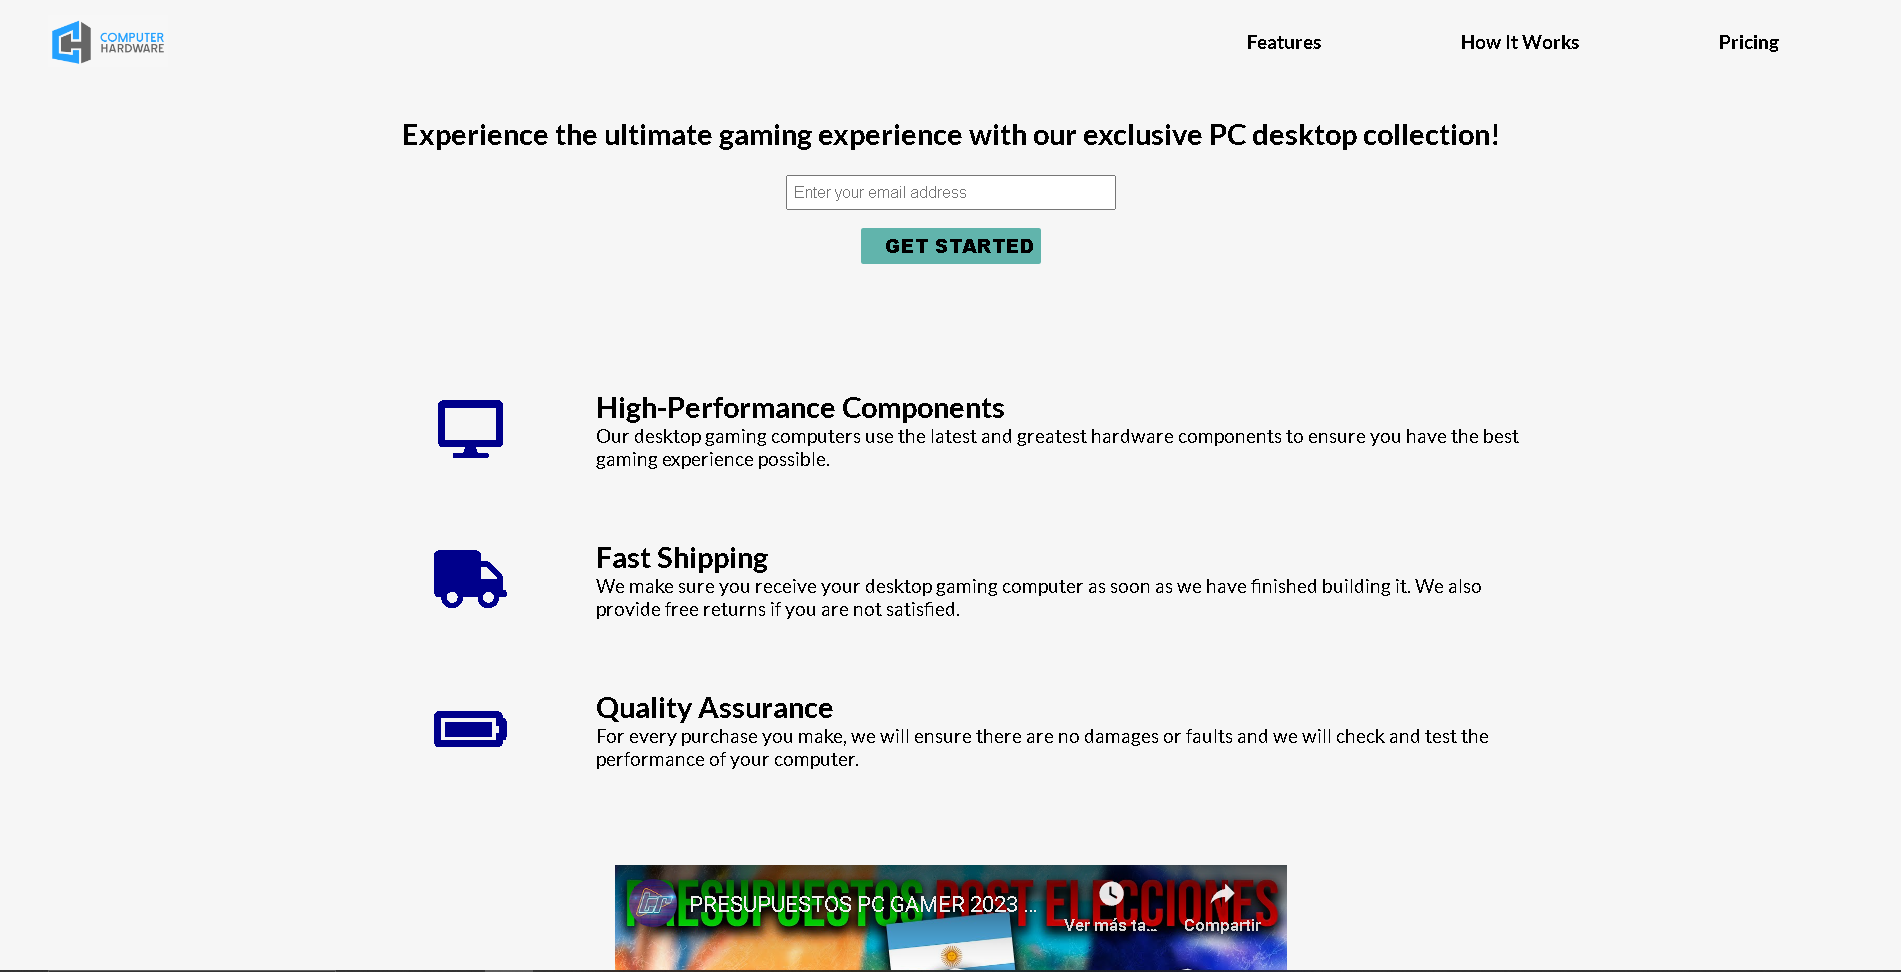 COMPUTER
HARDWARE
Features
How It Works
Pricing
Experience the ultimate gaming experience with our exclusive PC desktop collection!
Enter your email address
GET STARTED
High-Performance Components
Our desktop gaming computers use the latest and greatest hardware components to ensure you have the best
gaming experience possible.
Fast Shipping
We make sure you receive your desktop gaming computer as soon as we have finished building it. We also
provide free returns if you are not satisfied.
Quality Assurance
For every purchase you make, we will ensure there are no damages or faults and we will check and test the
performance of your computer.
PRESUPUESTOS POST ELECCIONES
PRESUPUESTOS PC GAMER 2023 ...
Ver más ta...
Compartir